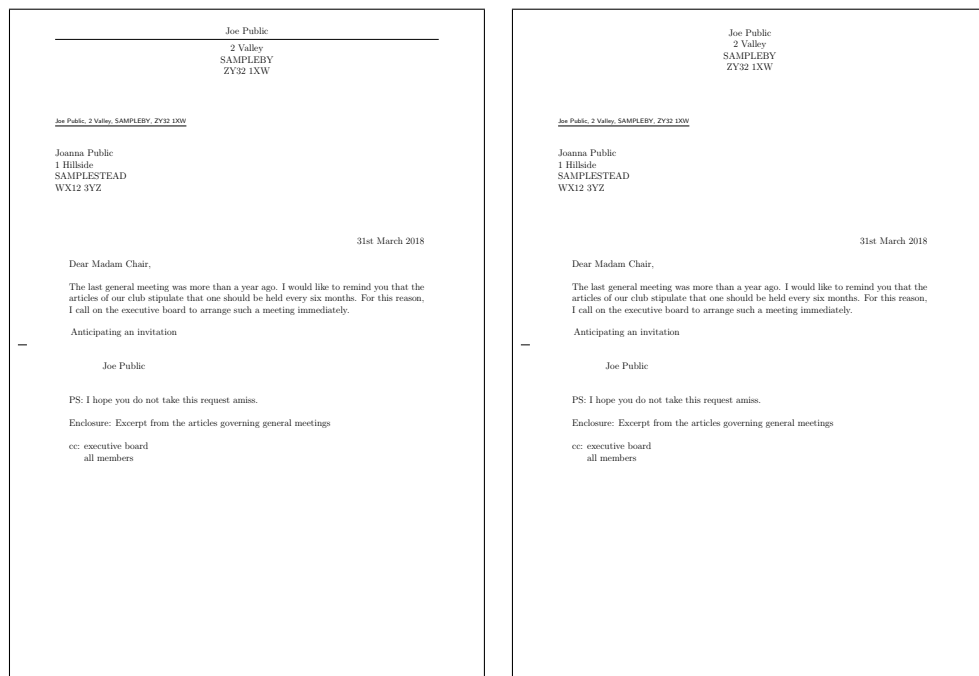 Joe Public
2 Valley
SAMPLEBY
ZY32 1XW
Joe Public, 2 Valley, SAMPLEBY, ZY32 1XW
Joanna Public
1 Hillside
SAMPLESTEAD
WX12 3YZ
31st March 2018
Dear Madam Chair,
The last general meeting was more than a year ago. I would like to remind you that the
articles of our club stipulate that one should be held every six months. For this reason,
I call on the executive board to arrange such a meeting immediately.
Anticipating an invitation
Joe Public
PS: I hope you do not take this request amiss.
Enclosure: Excerpt from the articles governing general meetings
cc: executive board
all members
Joe Public
2 Valley
SAMPLEBY
ZY32 1XW
Joe Public, 2 Valley, SAMPLEBY, ZY32 1XW
Joanna Public
1 Hillside
SAMPLESTEAD
WX12 3YZ
31st March 2018
Dear Madam Chair,
The last general meeting was more than a year ago. I would like to remind you that the
articles of our club stipulate that one should be held every six months. For this reason,
I call on the executive board to arrange such a meeting immediately.
Anticipating an invitation
Joe Public
PS: I hope you do not take this request amiss.
Enclosure: Excerpt from the articles governing general meetings
cc: executive board
all members